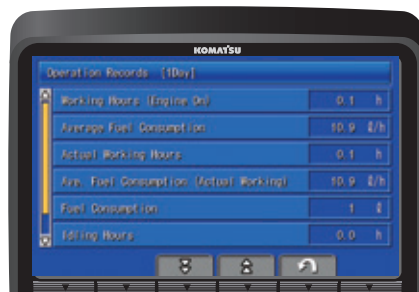 KOMATSU
Operation Records [1Day]
Working Hours (Engine On) 0.1 h
Average Fuel Consumption 10.9 ℓ/h
Actual Working Hours 0.1 h
Ave. Fuel Consumption (Actual Working) 10.9 ℓ/h
Fuel Consumption 1 ℓ
Idling Hours 0.0 h